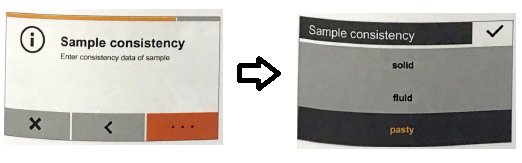 Sample consistency
Enter consistency data of sample
Sample consistency
solid
fluid
pasty